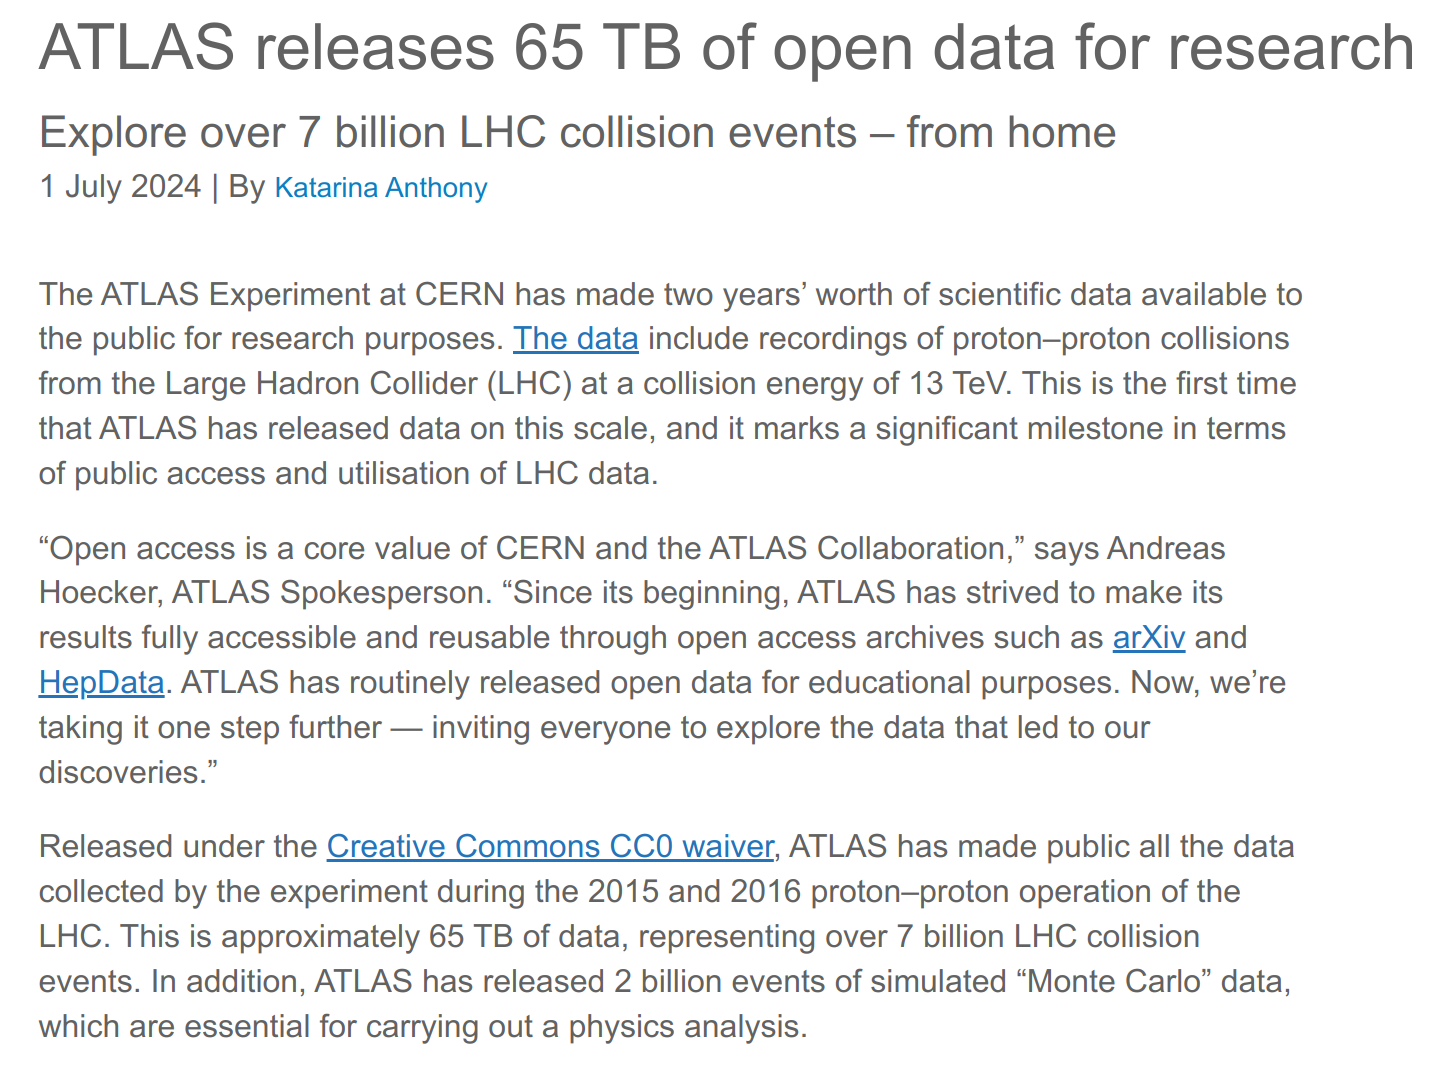 ATLAS releases 65 TB of open data for research
Explore over 7 billion LHC collision events – from home
1 July 2024 | By Katarina Anthony
The ATLAS Experiment at CERN has made two years’ worth of scientific data available to
the public for research purposes. The data include recordings of proton–proton collisions
from the Large Hadron Collider (LHC) at a collision energy of 13 TeV. This is the first time
that ATLAS has released data on this scale, and it marks a significant milestone in terms
of public access and utilisation of LHC data.
“Open access is a core value of CERN and the ATLAS Collaboration,” says Andreas
Hoecker, ATLAS Spokesperson. “Since its beginning, ATLAS has strived to make its
results fully accessible and reusable through open access archives such as arXiv and
HepData. ATLAS has routinely released open data for educational purposes. Now, we’re
taking it one step further — inviting everyone to explore the data that led to our
discoveries.”
Released under the Creative Commons CC0 waiver, ATLAS has made public all the data
collected by the experiment during the 2015 and 2016 proton–proton operation of the
LHC. This is approximately 65 TB of data, representing over 7 billion LHC collision
events. In addition, ATLAS has released 2 billion events of simulated “Monte Carlo” data,
which are essential for carrying out a physics analysis.